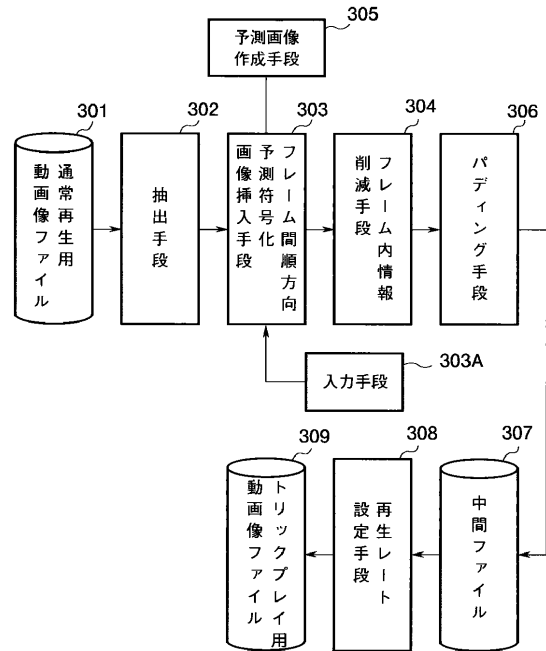 305
予測画像
作成手段
301
302
303
304
306
通常再生用
動画像ファイル
抽出手段
フレーム間順方向
予測符号化
画像挿入手段
フレーム内情報
削減手段
パディング手段
入力手段
303A
309
308
307
トリックプレイ用
動画像ファイル
再生レート
設定手段
中間ファイル